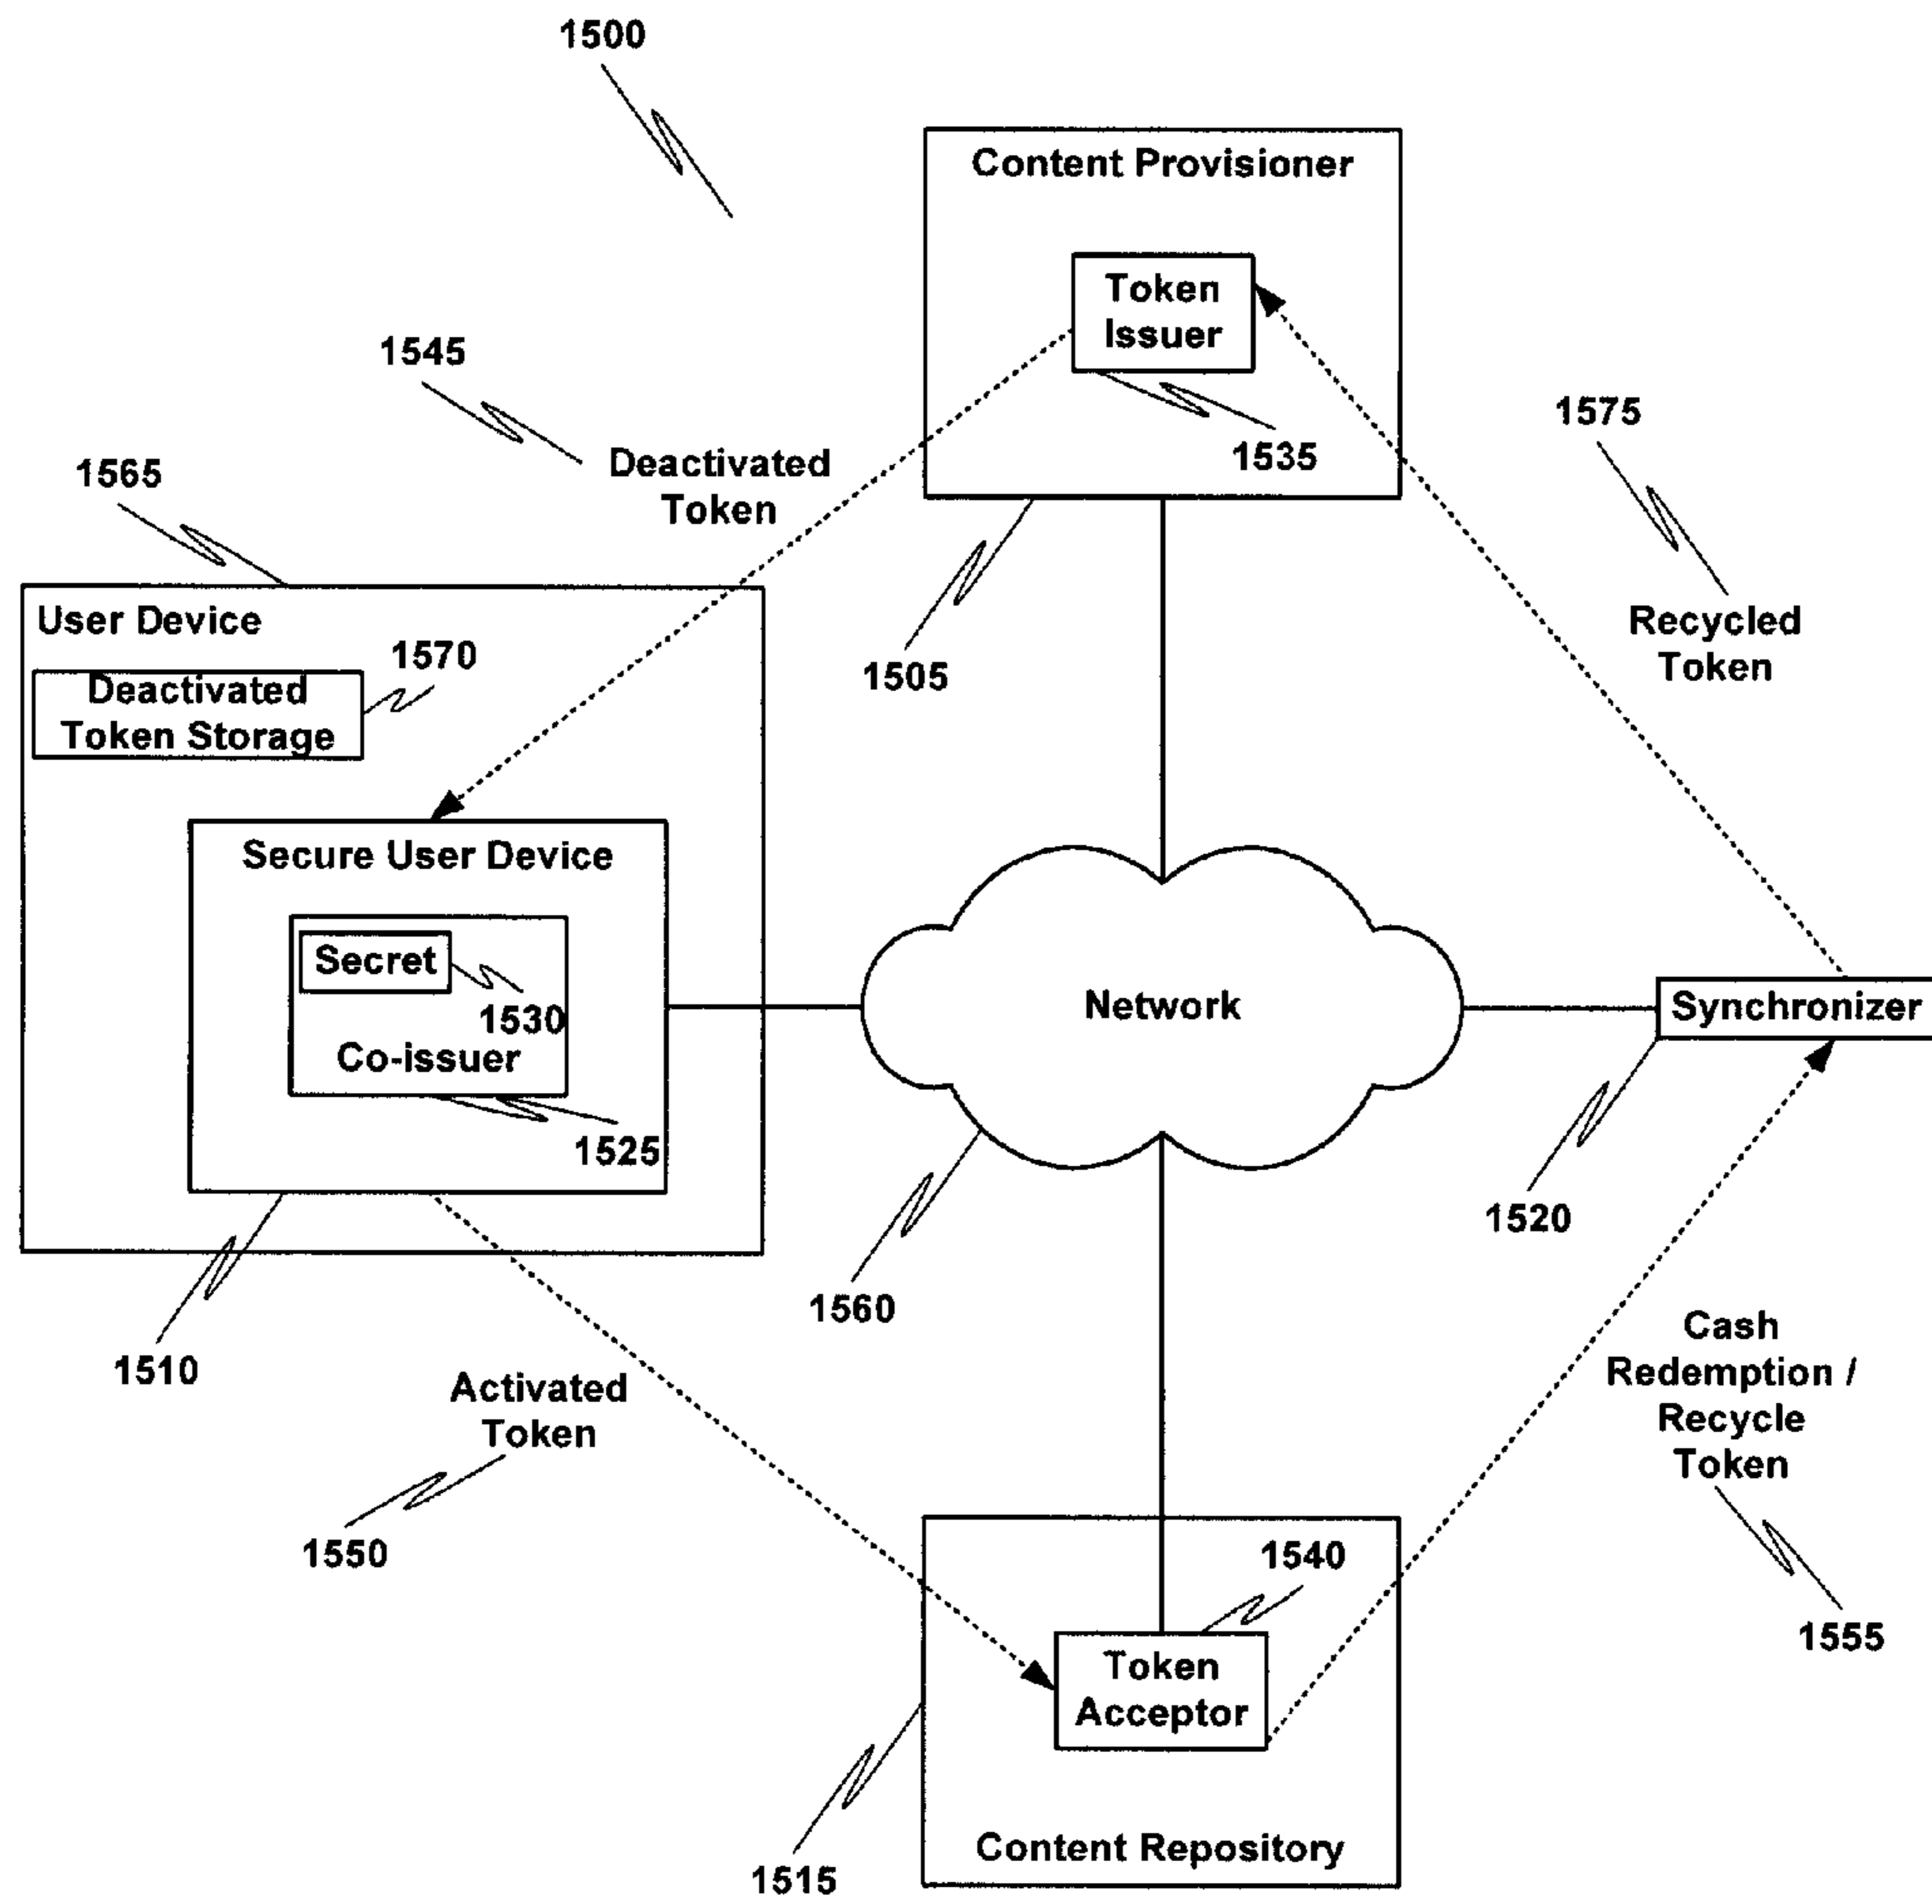 1500
Content Provisioner
Token
Issuer
1535
1545
Deactivated
Token
1575
Recycled
Token
1565
User Device
1570
Deactivated
Token Storage
1505
Secure User Device
Secret
1530
Co-issuer
1525
Network
Synchronizer
1520
1560
1510
Activated
Token
1550
Cash
Redemption /
Recycle
Token
1555
1540
Token
Acceptor
Content Repository
1515